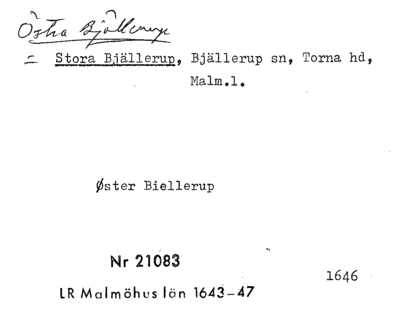 Östra Bjällerup
= Stora Bjällerup, Bjällerup sn, Torna hd,
Malm.l.
Øster Biellerup
Nr 21083
1646
LR Malmöhus län 1643-47